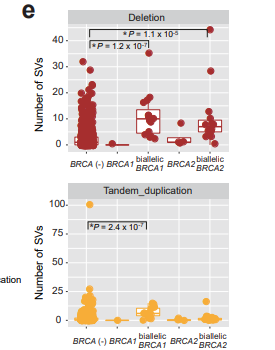 e
Deletion
*P = 1.1 x 10-5
*P = 1.2 x 10-7
Number of SVs
40
30
20
10
0
BRCA (-) BRCA1 biallelic BRCA1 BRCA2 biallelic BRCA2
Tandem_duplication
*P = 2.4 x 10-7
Number of SVs
100
75
50
25
0
cation
BRCA (-) BRCA1 biallelic BRCA1 BRCA2 biallelic BRCA2